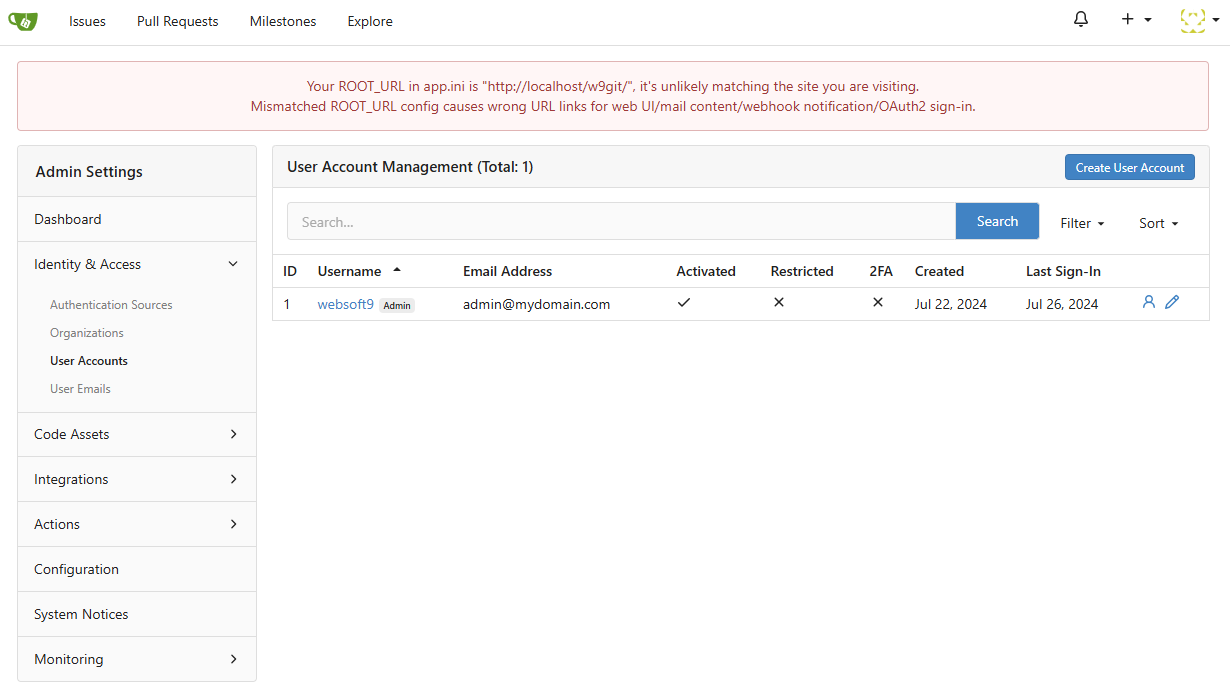 Issues Pull Requests Milestones Explore
Your ROOT_URL in app.ini is "http://localhost/w9git/", it's unlikely matching the site you are visiting.
Mismatched ROOT_URL config causes wrong URL links for web UI/mail content/webhook notification/OAuth2 sign-in.
Admin Settings
Dashboard
Identity & Access
Authentication Sources
Organizations
User Accounts
User Emails
Code Assets
Integrations
Actions
Configuration
System Notices
Monitoring
User Account Management (Total: 1)
Create User Account
Search...
Search
Filter
Sort
ID Username Email Address Activated Restricted 2FA Created Last Sign-In
1 websoft9 Admin admin@mydomain.com Jul 22, 2024 Jul 26, 2024